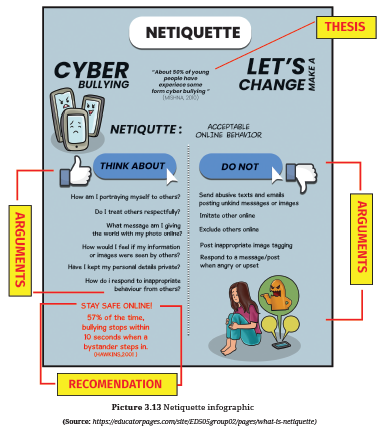 NETIQUETTE
THESIS
CYBER
BULLYING
"About 50% of young
people have
experiece some
form cyber bullying"
(MISHNA, 2010)
LET'S
CHANGE
MAKE A
NETIQUTTE:
ACCEPTABLE
ONLINE BEHAVIOR
THINK ABOUT
How am I portraying myself to others?
Do I treat others respectfully?
What message am I giving
the world with my photo online?
How would I feel if my information
or images were seen by others?
Have I kept my personal details private?
How do I respond to inappropriate
behaviour from others?
DO NOT
Send abusive texts and emails
posting unkind messages or images
Imitate other online
Exclude others online
Post inappropriate image tagging
Respond to a message/post
when angry or upset
ARGUMENTS
ARGUMENTS
STAY SAFE ONLINE!
57% of the time,
bullying stops within
10 seconds when a
bystander steps in.
(HAWKINS,2001)
RECOMENDATION
Picture 3.13 Netiquette infographic
(Source: https://educatorpages.com/site/ED505group02/pages/what-is-netiquette)